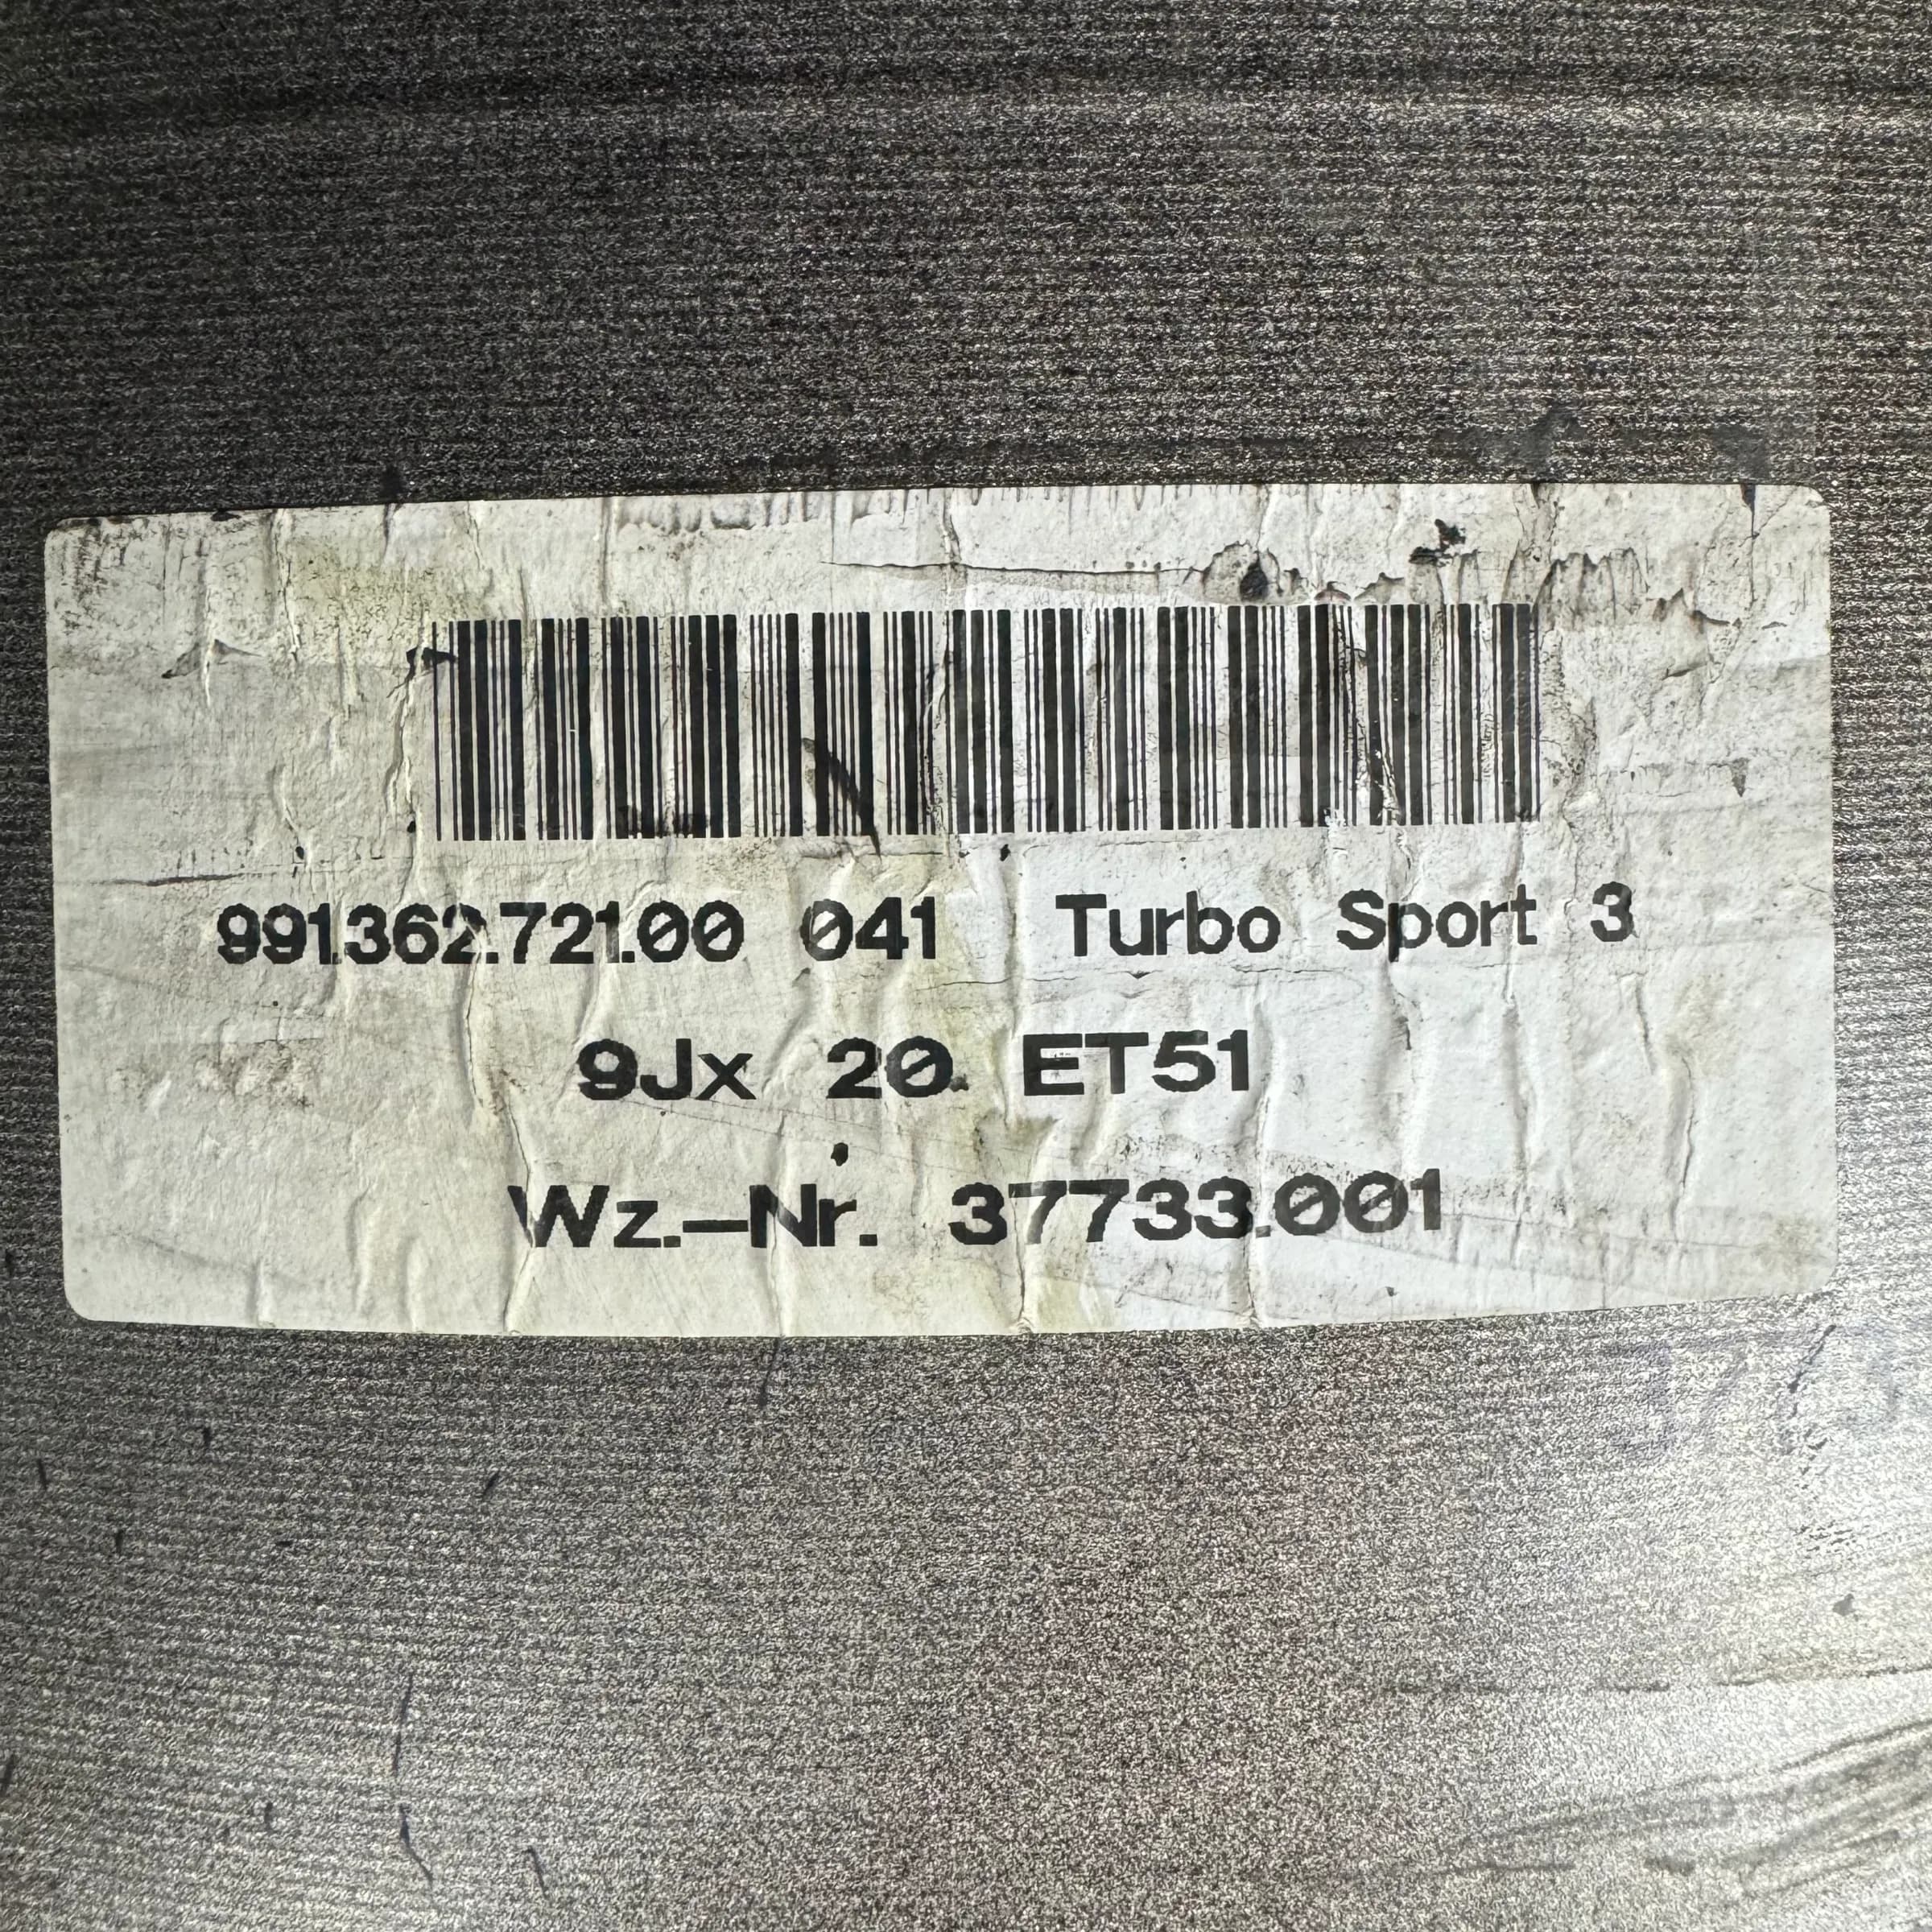 991.362.721.00 041 Turbo Sport 3
9Jx 20 ET51
Wz.-Nr. 37733.001